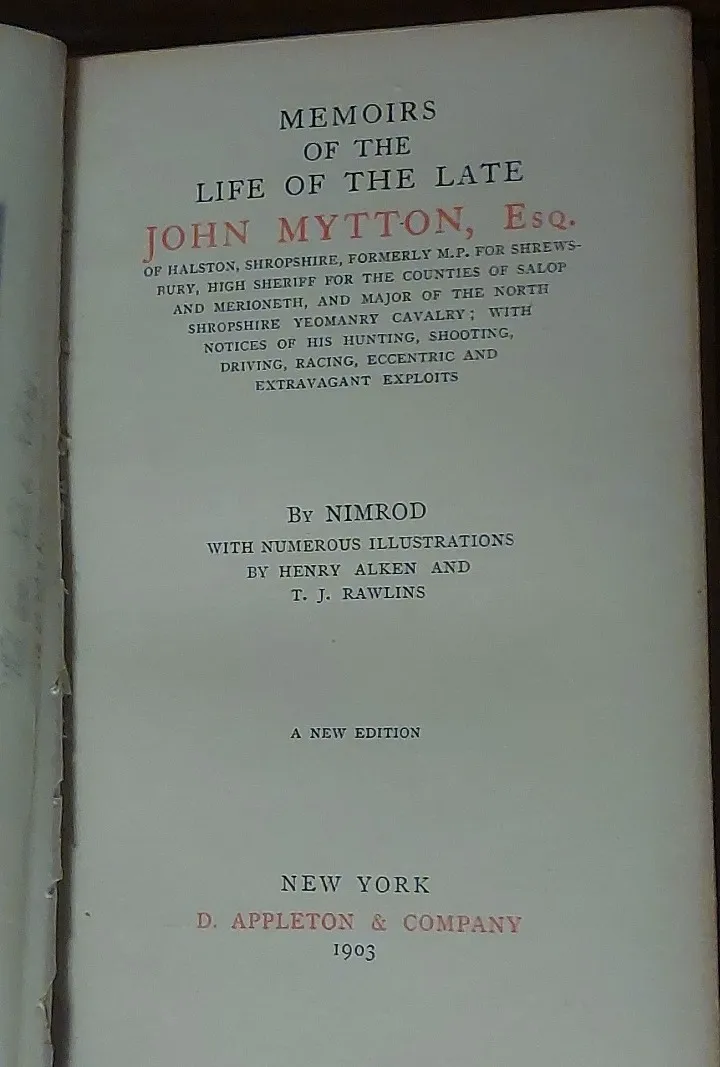 MEMOIRS
OF THE
LIFE OF THE LATE
JOHN MYTTON, ESQ.
OF HALSTON, SHROPSHIRE, FORMERLY M.P. FOR SHREWS-
BURY, HIGH SHERIFF FOR THE COUNTIES OF SALOP
AND MERIONETH, AND MAJOR OF THE NORTH
SHROPSHIRE YEOMANRY CAVALRY; WITH
NOTICES OF HIS HUNTING, SHOOTING,
DRIVING, RACING, ECCENTRIC AND
EXTRAVAGANT EXPLOITS
BY NIMROD
WITH NUMEROUS ILLUSTRATIONS
BY HENRY ALKEN AND
T. J. RAWLINS
A NEW EDITION
NEW YORK
D. APPLETON & COMPANY
1903